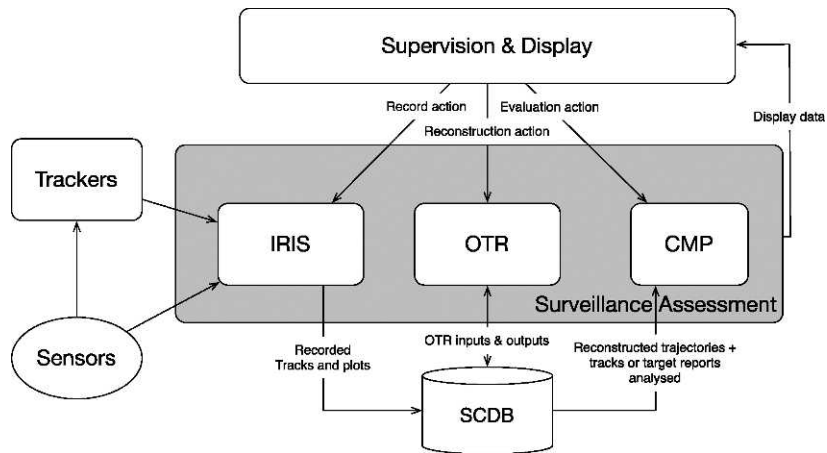 Supervision & Display
Record action
Evaluation action
Reconstruction action
Display data
Trackers
IRIS
OTR
CMP
Surveillance Assessment
Sensors
Recorded
Tracks and plots
OTR inputs & outputs
Reconstructed trajectories +
tracks or target reports
analysed
SCDB